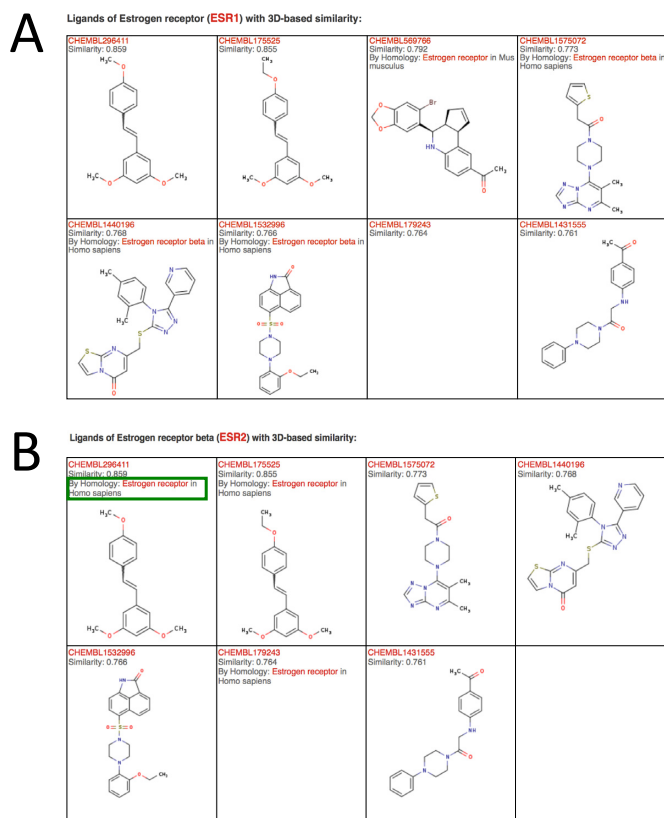 A
Ligands of Estrogen receptor (ESR1) with 3D-based similarity:
CHEMBL296411
Similarity: 0.859
CHEMBL175525
Similarity: 0.855
CHEMBL569766
Similarity: 0.792
By Homology: Estrogen receptor in Mus
musculus
CHEMBL1575072
Similarity: 0.773
By Homology: Estrogen receptor beta in
Homo sapiens
CHEMBL1440196
Similarity: 0.768
By Homology: Estrogen receptor beta in
Homo sapiens
CHEMBL1532996
Similarity: 0.766
By Homology: Estrogen receptor beta in
Homo sapiens
CHEMBL179243
Similarity: 0.764
CHEMBL1431555
Similarity: 0.761
B
Ligands of Estrogen receptor beta (ESR2) with 3D-based similarity:
CHEMBL296411
Similarity: 0.859
By Homology: Estrogen receptor in
Homo sapiens
CHEMBL175525
Similarity: 0.855
By Homology: Estrogen receptor in
Homo sapiens
CHEMBL1575072
Similarity: 0.773
CHEMBL1440196
Similarity: 0.768
CHEMBL1532996
Similarity: 0.766
CHEMBL179243
Similarity: 0.764
By Homology: Estrogen receptor in
Homo sapiens
CHEMBL1431555
Similarity: 0.761